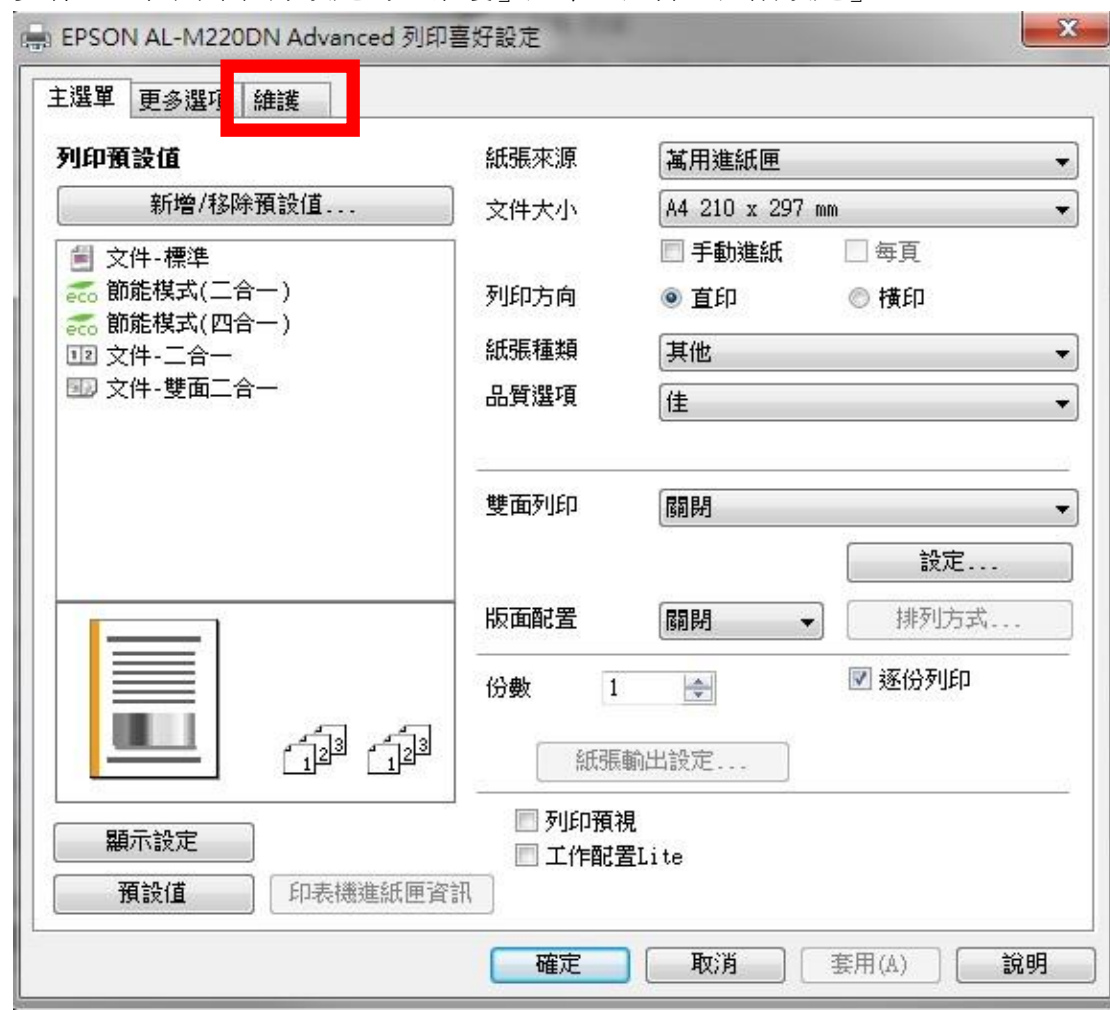 EPSON AL-M220DN Advanced 列印喜好設定
主選單
更多選項
維護
列印預設值
新增/移除預設值...
文件-標準
節能模式(二合一)
節能模式(四合一)
文件-二合一
文件-雙面二合一
紙張來源 萬用進紙匣
文件大小 A4 210 x 297 mm
手動進紙 每頁
列印方向 直印 橫印
紙張種類 其他
品質選項 佳
雙面列印 關閉
設定...
版面配置 關閉 排列方式...
份數 1 逐份列印
紙張輸出設定...
列印預視
工作配置Lite
1 2 3 1 2 3
顯示設定
預設值 印表機進紙匣資訊
確定 取消 套用(A) 說明